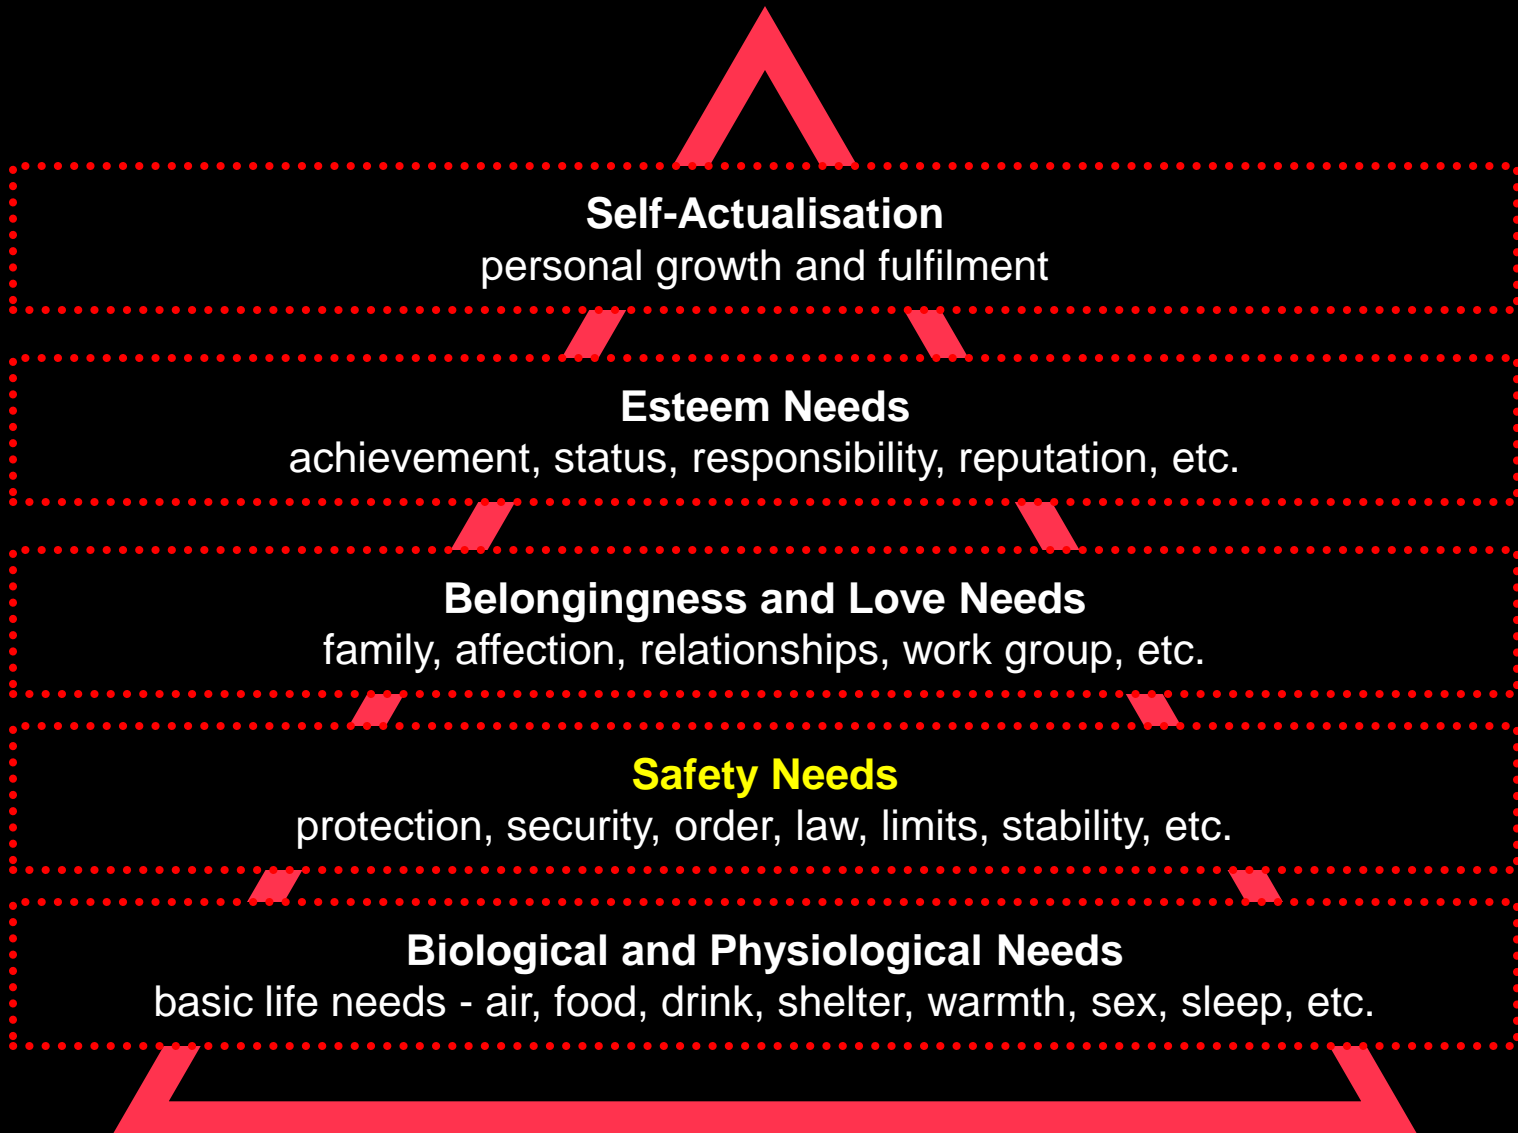 Self-Actualisation
personal growth and fulfilment
Esteem Needs
achievement, status, responsibility, reputation, etc.
Belongingness and Love Needs
family, affection, relationships, work group, etc.
Safety Needs
protection, security, order, law, limits, stability, etc.
Biological and Physiological Needs
basic life needs - air, food, drink, shelter, warmth, sex, sleep, etc.